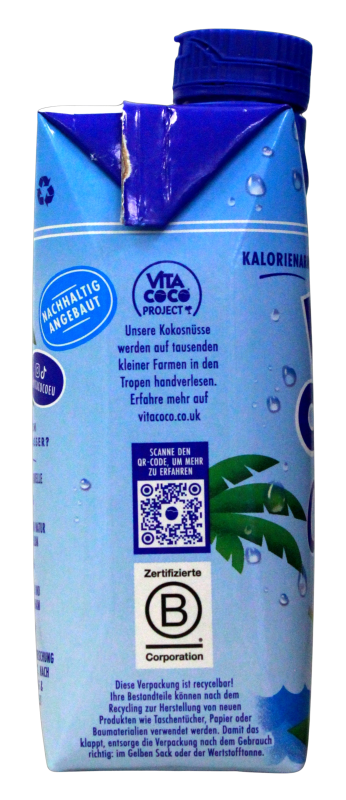 KALORIENAR
NACHHALTIG
ANGEBAUT
VITA
COCO
PROJECT
Unsere Kokosnüsse
werden auf tausenden
kleiner Farmen in den
Tropen handverlesen.
Erfahre mehr auf
vitacoco.co.uk
SCANNE DEN
QR-CODE, UM MEHR
ZU ERFAHREN
Zertifizierte
B
Corporation
Diese Verpackung ist recycelbar!
Ihre Bestandteile können nach dem
Recycling zur Herstellung von neuen
Produkten wie Taschentücher, Papier oder
Baumaterialien verwendet werden. Damit das
klappt, entsorge die Verpackung nach dem Gebrauch
richtig: im Gelben Sack oder der Wertstofftonne.